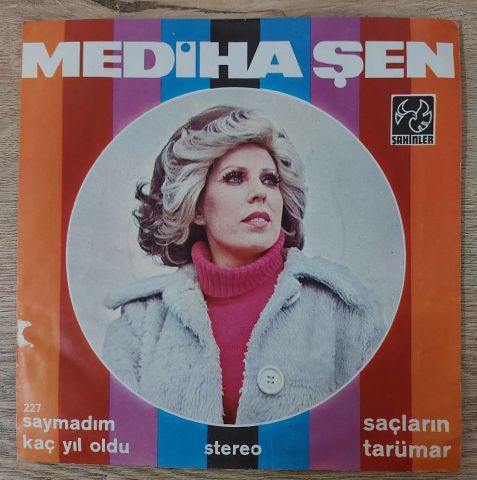 MEDİHA ŞEN
ŞAHİNLER
227
saymadım
kaç yıl oldu
stereo
saçların
tarümar